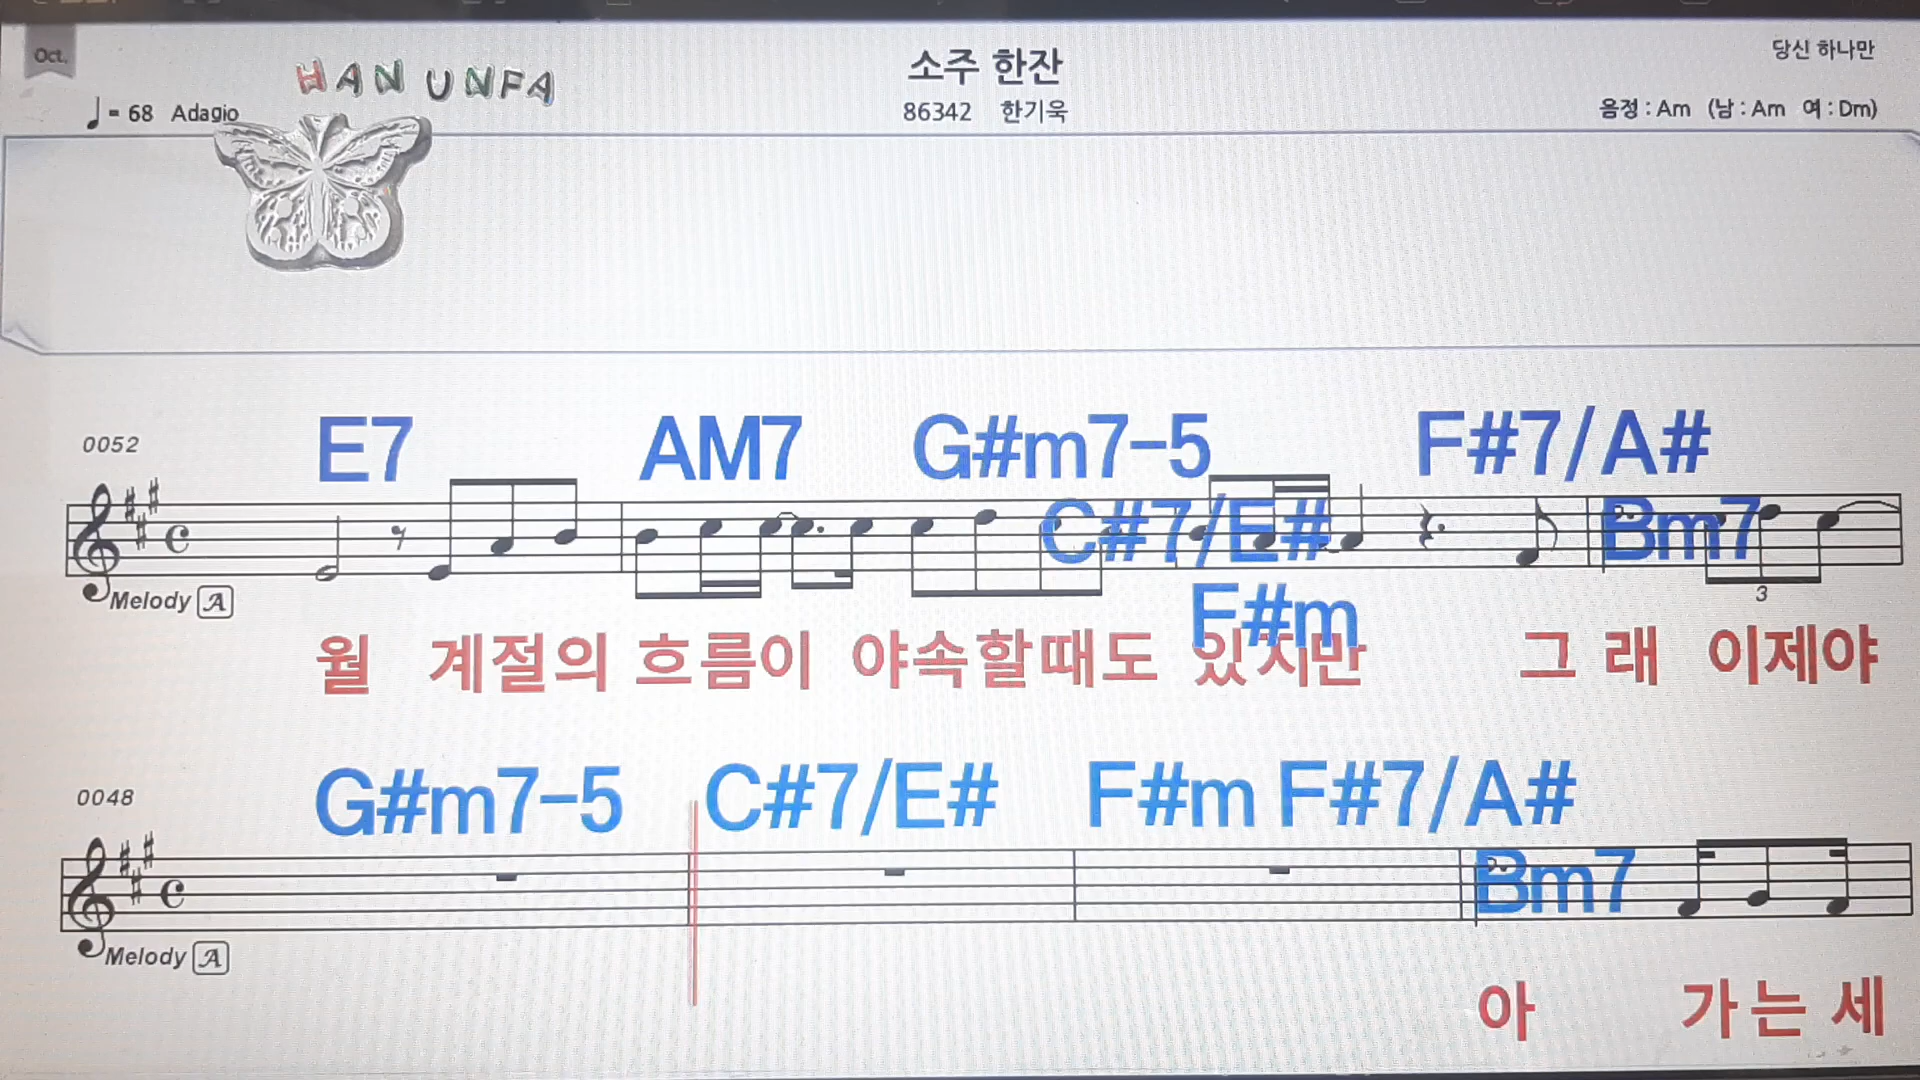 Oct.
HAN UNFA
소주 한잔
당신 하나만
♩= 68 Adagio
86342 한기욱
음정 : Am (남 : Am 여 : Dm)
E7 AM7 G#m7-5 F#7/A#
0052
C#7/E# Bm7
Melody A
3
F#m
월 계절의 흐름이 야속할때도 있지만 그 래 이제야
G#m7-5 C#7/E# F#m F#7/A#
0048
Bm7
Melody A
아 가는 세